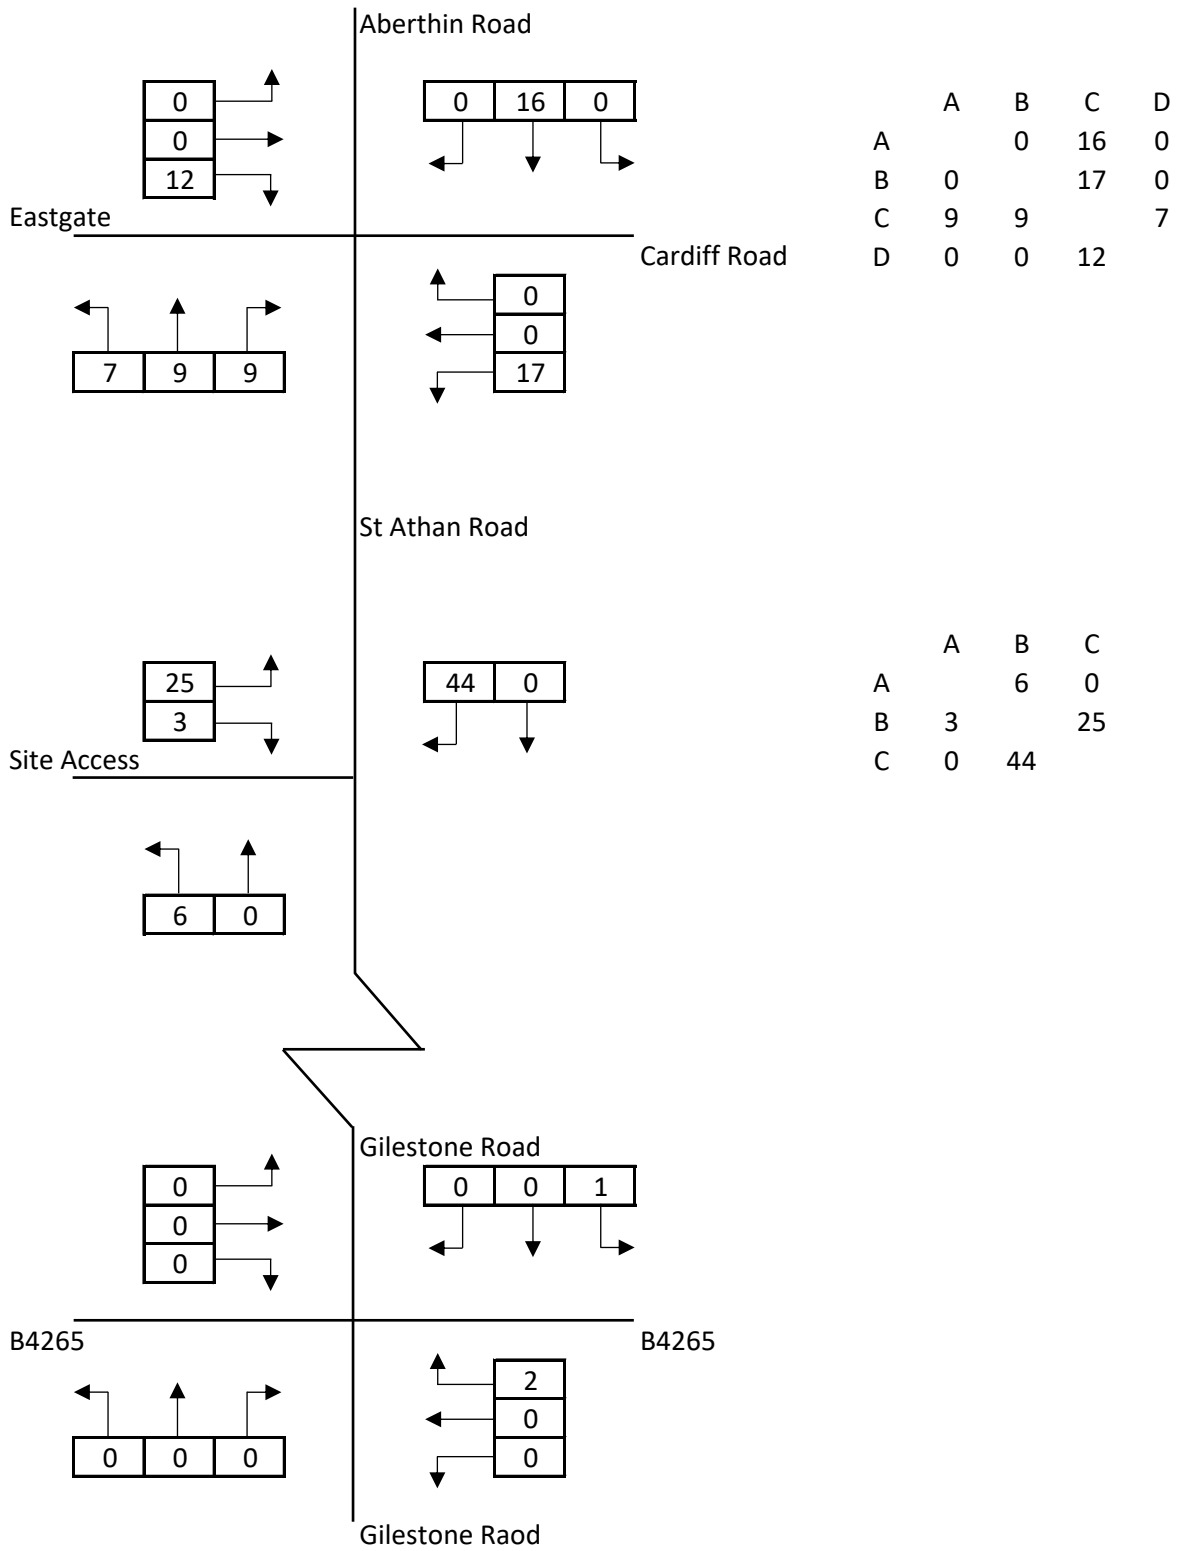 Aberthin Road
0 0 16 0 A B C D
0 A 0 16 0
12 B 0 17 0
Eastgate C 9 9 7
Cardiff Road D 0 0 12
0
0
7 9 9 17
St Athan Road
A B C
25 44 0 A 6 0
3 B 3 25
Site Access C 0 44
6 0
Gilestone Road
0 0 0 1
0
0
B4265 B4265
2
0
0 0 0 0
Gilestone Raod